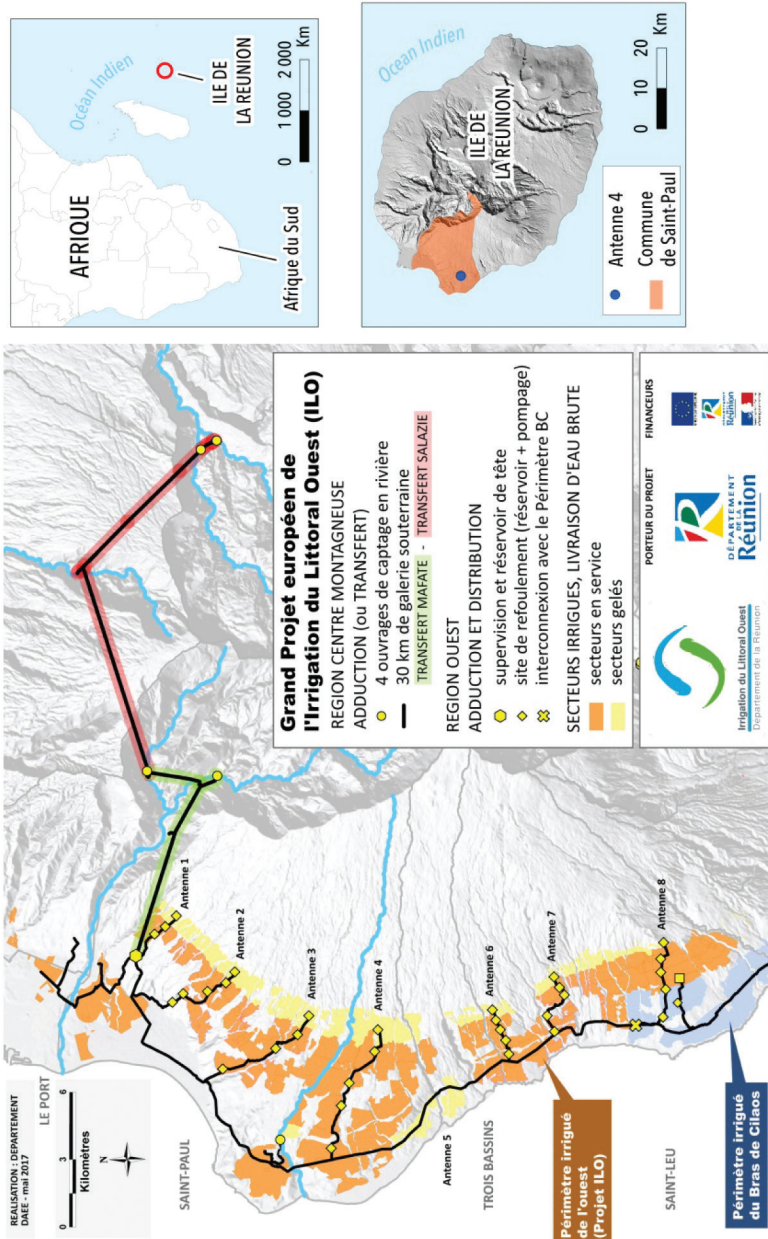 REALISATION : DEPARTEMENT
DAEE - mai 2017
LE PORT
0 3 6
Kilomètres
N
SAINT-PAUL
TROIS BASSINS
SAINT-LEU
Antenne 1
Antenne 2
Antenne 3
Antenne 4
Antenne 5
Antenne 6
Antenne 7
Antenne 8
Périmètre irrigué
de l'ouest
(Projet ILO)
Périmètre irrigué
du Bras de Cilaos
Grand Projet européen de
l'Irrigation du Littoral Ouest (ILO)
REGION CENTRE MONTAGNEUSE
ADDUCTION (ou TRANSFERT)
4 ouvrages de captage en rivière
30 km de galerie souterraine
TRANSFERT MAFATE - TRANSFERT SALAZIE
REGION OUEST
ADDUCTION ET DISTRIBUTION
supervision et réservoir de tête
site de refoulement (réservoir + pompage)
interconnexion avec le Périmètre BC
SECTEURS IRRIGUES, LIVRAISON D'EAU BRUTE
secteurs en service
secteurs gelés
Irrigation du Littoral Ouest
Departement de la Reunion
PORTEUR DU PROJET
DÉPARTEMENT
DE LA
Réunion
FINANCEURS
Réunion
AFRIQUE
Afrique du Sud
Océan Indien
ILE DE
LA REUNION
0 1 000 2 000
Km
Océan Indien
ILE DE
LA REUNION
Antenne 4
Commune
de Saint-Paul
0 10 20
Km